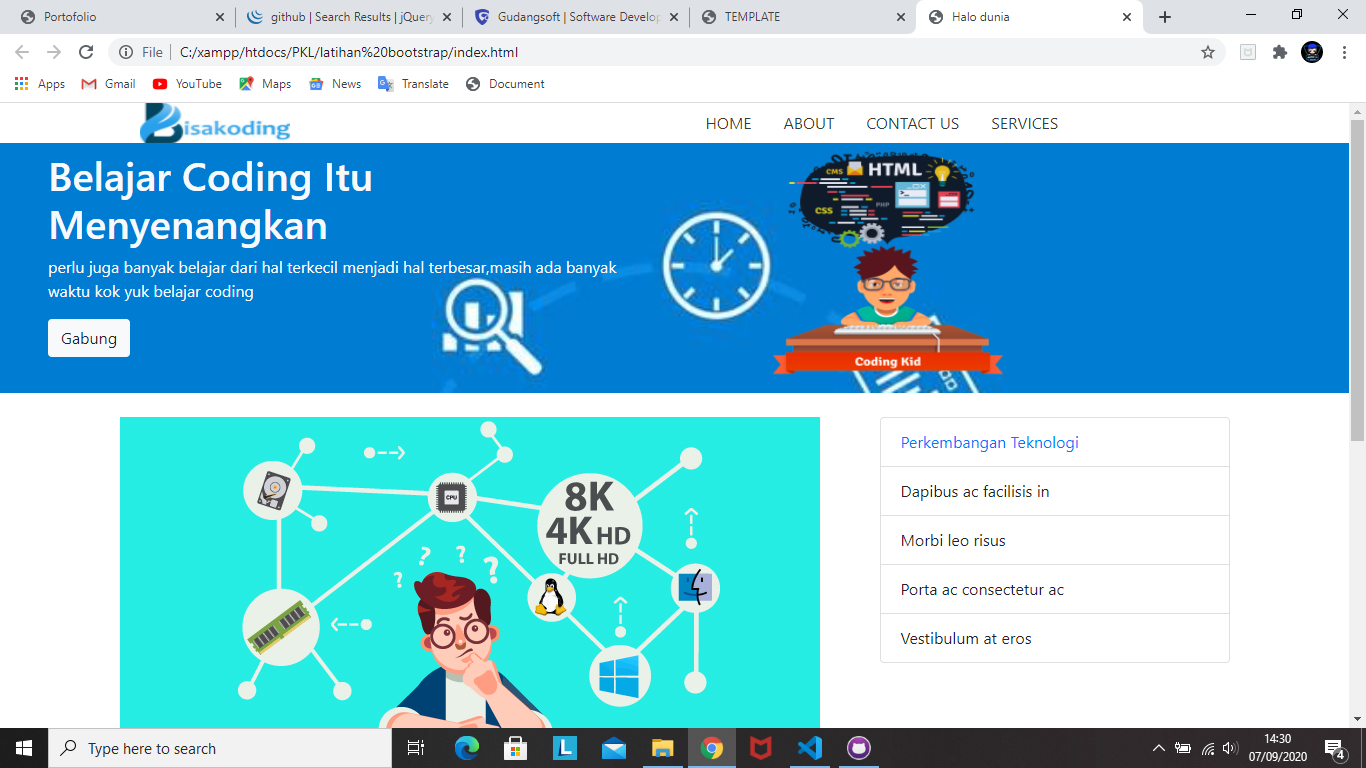 Portofolio
github | Search Results | jQuery
Gudangsoft | Software Develop
TEMPLATE
Halo dunia
File
C:/xampp/htdocs/PKL/latihan%20bootstrap/index.html
Apps
Gmail
YouTube
Maps
News
Translate
Document
Bisakoding
HOME
ABOUT
CONTACT US
SERVICES
Belajar Coding Itu
Menyenangkan
perlu juga banyak belajar dari hal terkecil menjadi hal terbesar,masih ada banyak
waktu kok yuk belajar coding
Gabung
CMS
HTML
PHP
CSS
Coding Kid
CPU
8K
4K HD
FULL HD
? ? ? ?
Perkembangan Teknologi
Dapibus ac facilisis in
Morbi leo risus
Porta ac consectetur ac
Vestibulum at eros
Type here to search
L
14:30
07/09/2020
4